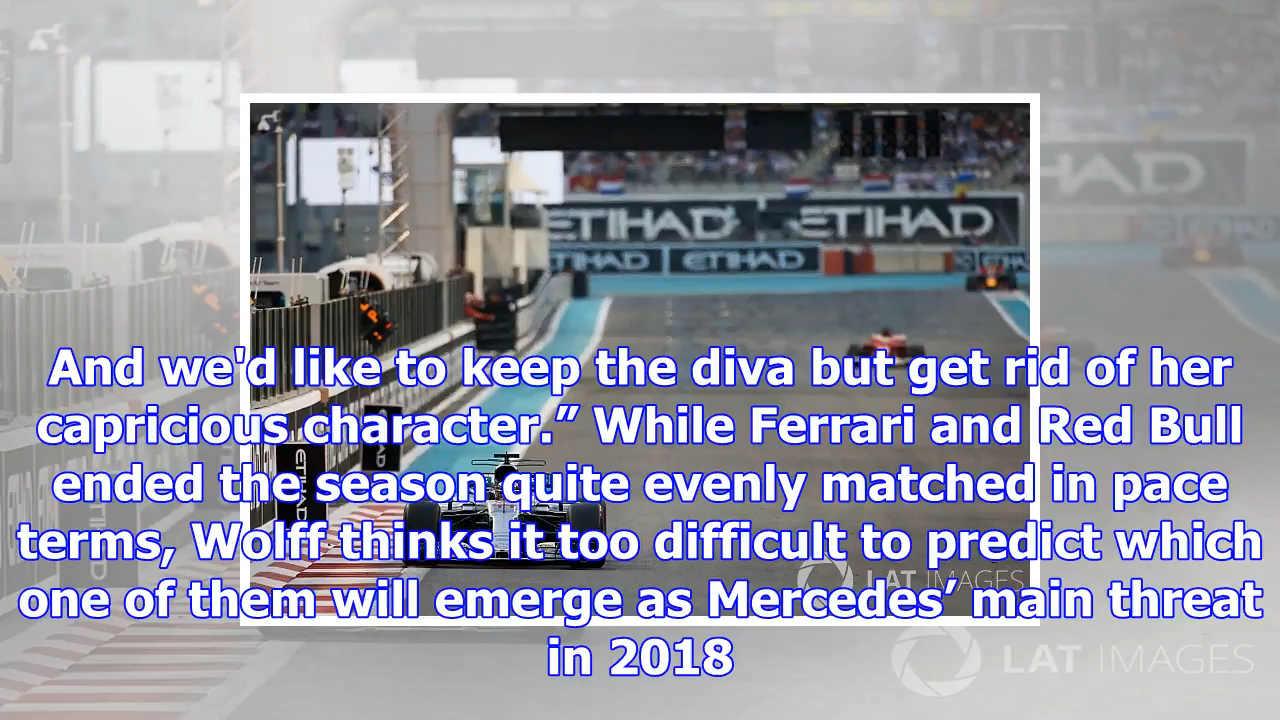 ETIHAD ETIHAD
ETIHAD ETIHAD
And we'd like to keep the diva but get rid of her
capricious character.” While Ferrari and Red Bull
ended the season quite evenly matched in pace
terms, Wolff thinks it too difficult to predict which
one of them will emerge as Mercedes’ main threat
in 2018
ETIHAD
LAT IMAGES
LAT IMAGES